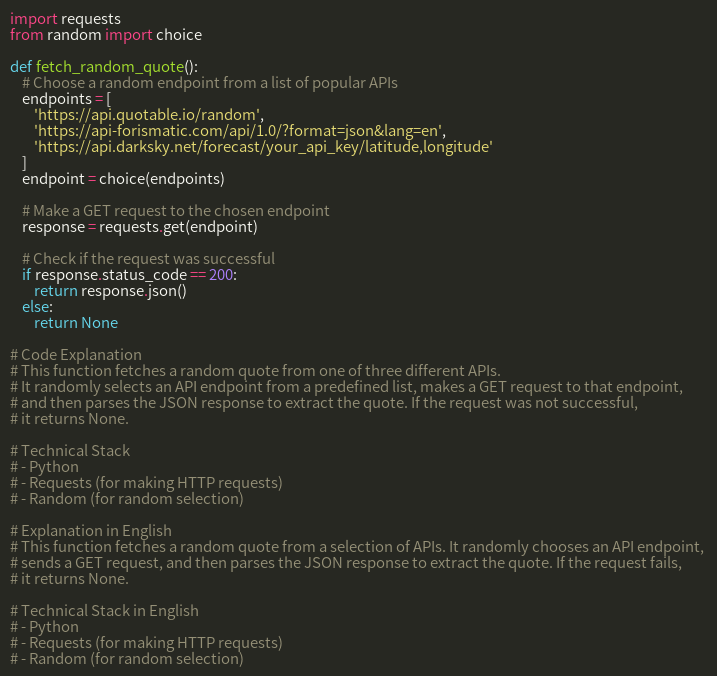 import requests
from random import choice

def fetch_random_quote():
    # Choose a random endpoint from a list of popular APIs
    endpoints = [
        'https://api.quotable.io/random',
        'https://api-forismatic.com/api/1.0/?format=json&lang=en',
        'https://api.darksky.net/forecast/your_api_key/latitude,longitude'
    ]
    endpoint = choice(endpoints)

    # Make a GET request to the chosen endpoint
    response = requests.get(endpoint)

    # Check if the request was successful
    if response.status_code == 200:
        return response.json()
    else:
        return None

# Code Explanation
# This function fetches a random quote from one of three different APIs.
# It randomly selects an API endpoint from a predefined list, makes a GET request to that endpoint,
# and then parses the JSON response to extract the quote. If the request was not successful,
# it returns None.

# Technical Stack
# - Python
# - Requests (for making HTTP requests)
# - Random (for random selection)

# Explanation in English
# This function fetches a random quote from a selection of APIs. It randomly chooses an API endpoint,
# sends a GET request, and then parses the JSON response to extract the quote. If the request fails,
# it returns None.

# Technical Stack in English
# - Python
# - Requests (for making HTTP requests)
# - Random (for random selection)